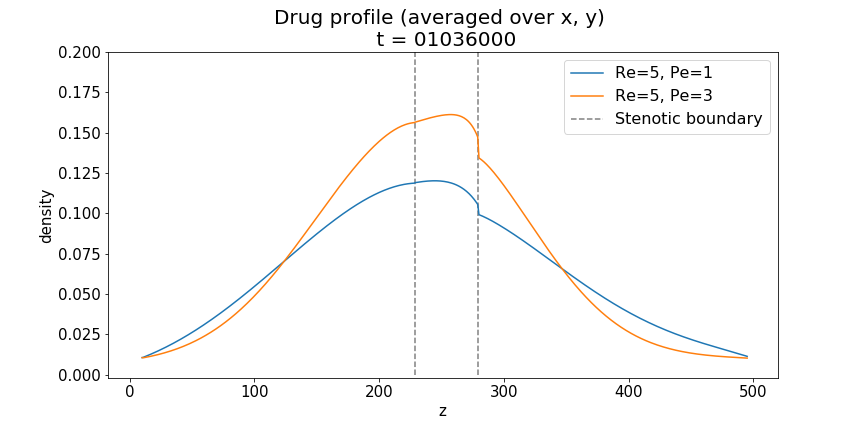 Drug profile (averaged over x, y)
t = 01036000
0.200
0.175
0.150
0.125
0.100
0.075
0.050
0.025
0.000
density
Re=5, Pe=1
Re=5, Pe=3
Stenotic boundary
0 100 200 300 400 500
z